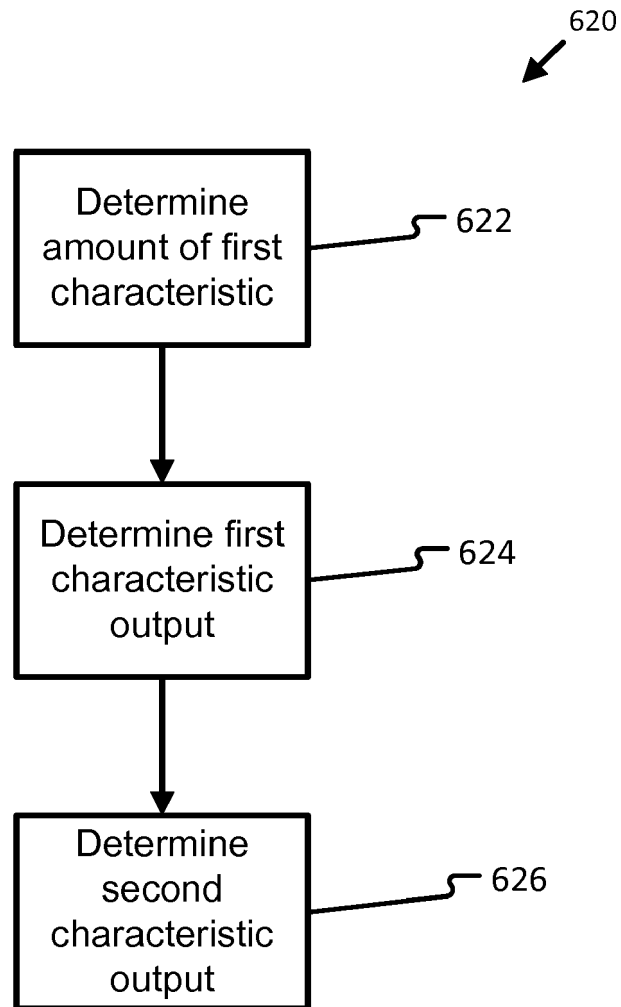 620
Determine
amount of first
characteristic
622
Determine first
characteristic
output
624
Determine
second
characteristic
output
626